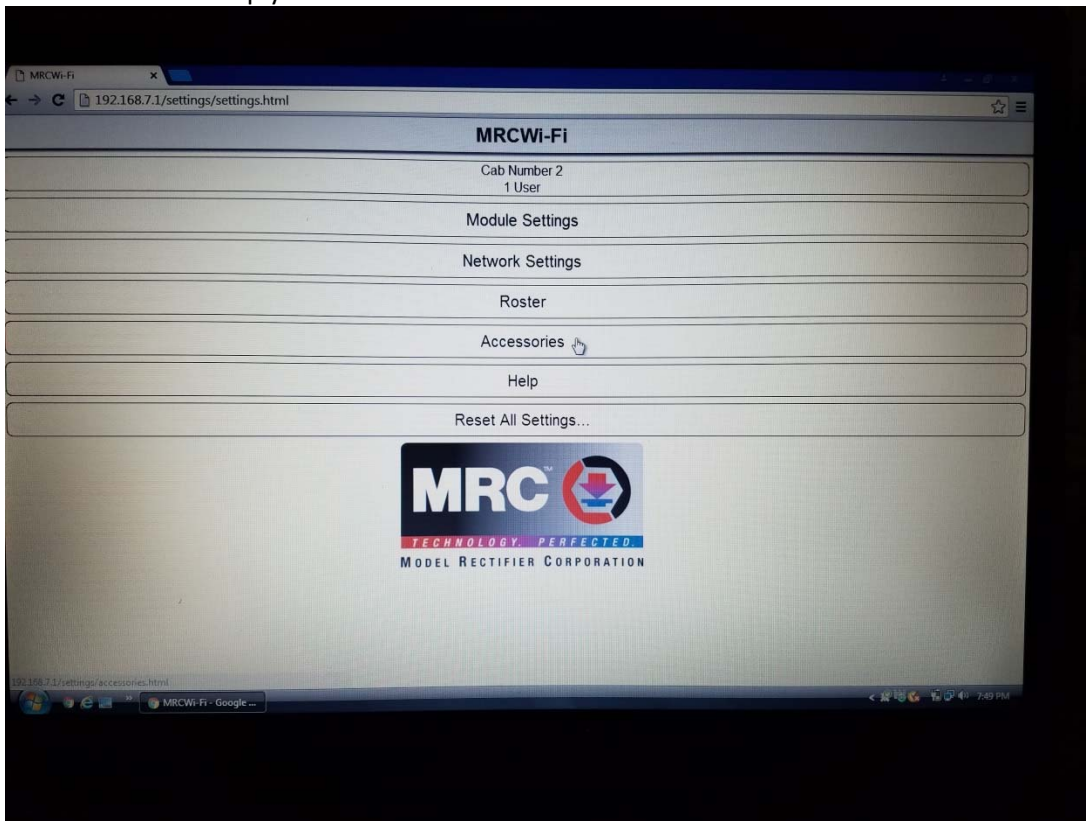 MRCWi-Fi
192.168.7.1/settings/settings.html
MRCWi-Fi
Cab Number 2
1 User
Module Settings
Network Settings
Roster
Accessories
Help
Reset All Settings...
MRC™
TECHNOLOGY. PERFECTED.
MODEL RECTIFIER CORPORATION
192.168.7.1/settings/accessories.html
MRCWi-Fi - Google ...
7:49 PM